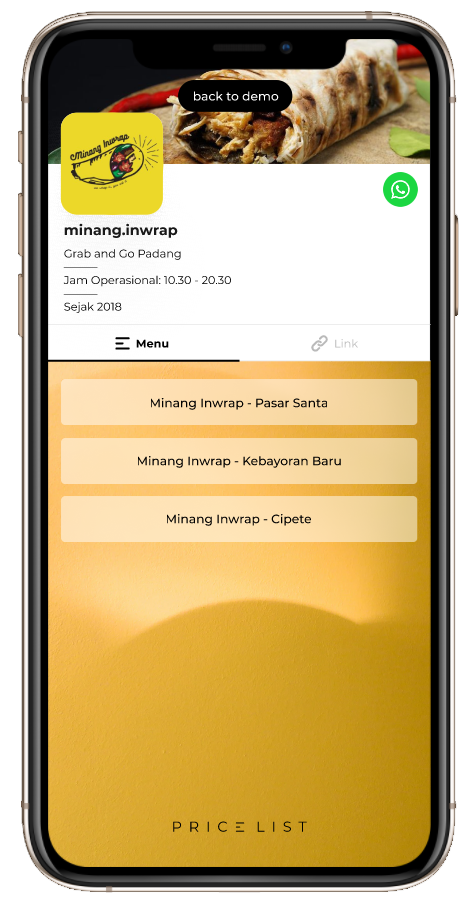 back to demo
Minang Inwrap
minang.inwrap
Grab and Go Padang
Jam Operasional: 10.30 - 20.30
Sejak 2018
Menu
Link
Minang Inwrap - Pasar Santa
Minang Inwrap - Kebayoran Baru
Minang Inwrap - Cipete
PRICE LIST